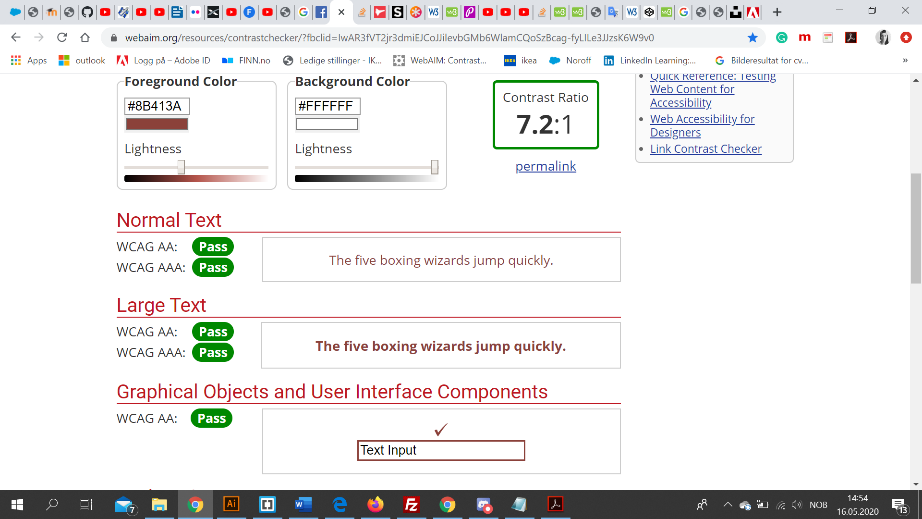 webaim.org/resources/contrastchecker/?fbclid=IwAR3fVT2jr3dmiEJCoJiIevbGMb6WIamCQoSzBcag-fyLILe3JJzsK6W9v0
Apps outlook Logg på – Adobe ID FINN.no Ledige stillinger - IK... WebAIM: Contrast... ikea Noroff LinkedIn Learning:... Bilderesultat for cv... »
Foreground Color
#8B413A
Lightness
Background Color
#FFFFFF
Lightness
Contrast Ratio
7.2:1
permalink
Quick Reference: Testing
Web Content for
Accessibility
Web Accessibility for
Designers
Link Contrast Checker
Normal Text
WCAG AA: Pass
WCAG AAA: Pass
The five boxing wizards jump quickly.
Large Text
WCAG AA: Pass
WCAG AAA: Pass
The five boxing wizards jump quickly.
Graphical Objects and User Interface Components
WCAG AA: Pass
✓
Text Input
7
NOB
14:54
16.05.2020
13